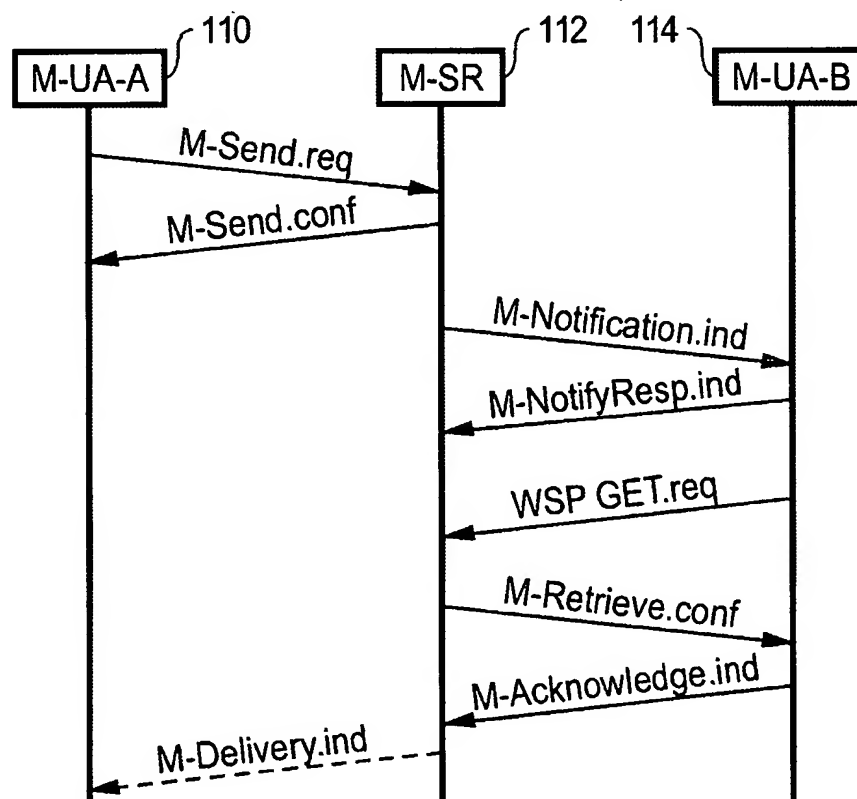 110 112 114
M-UA-A M-SR M-UA-B
M-Send.req
M-Send.conf
M-Notification.ind
M-NotifyResp.ind
WSP GET.req
M-Retrieve.conf
M-Acknowledge.ind
M-Delivery.ind